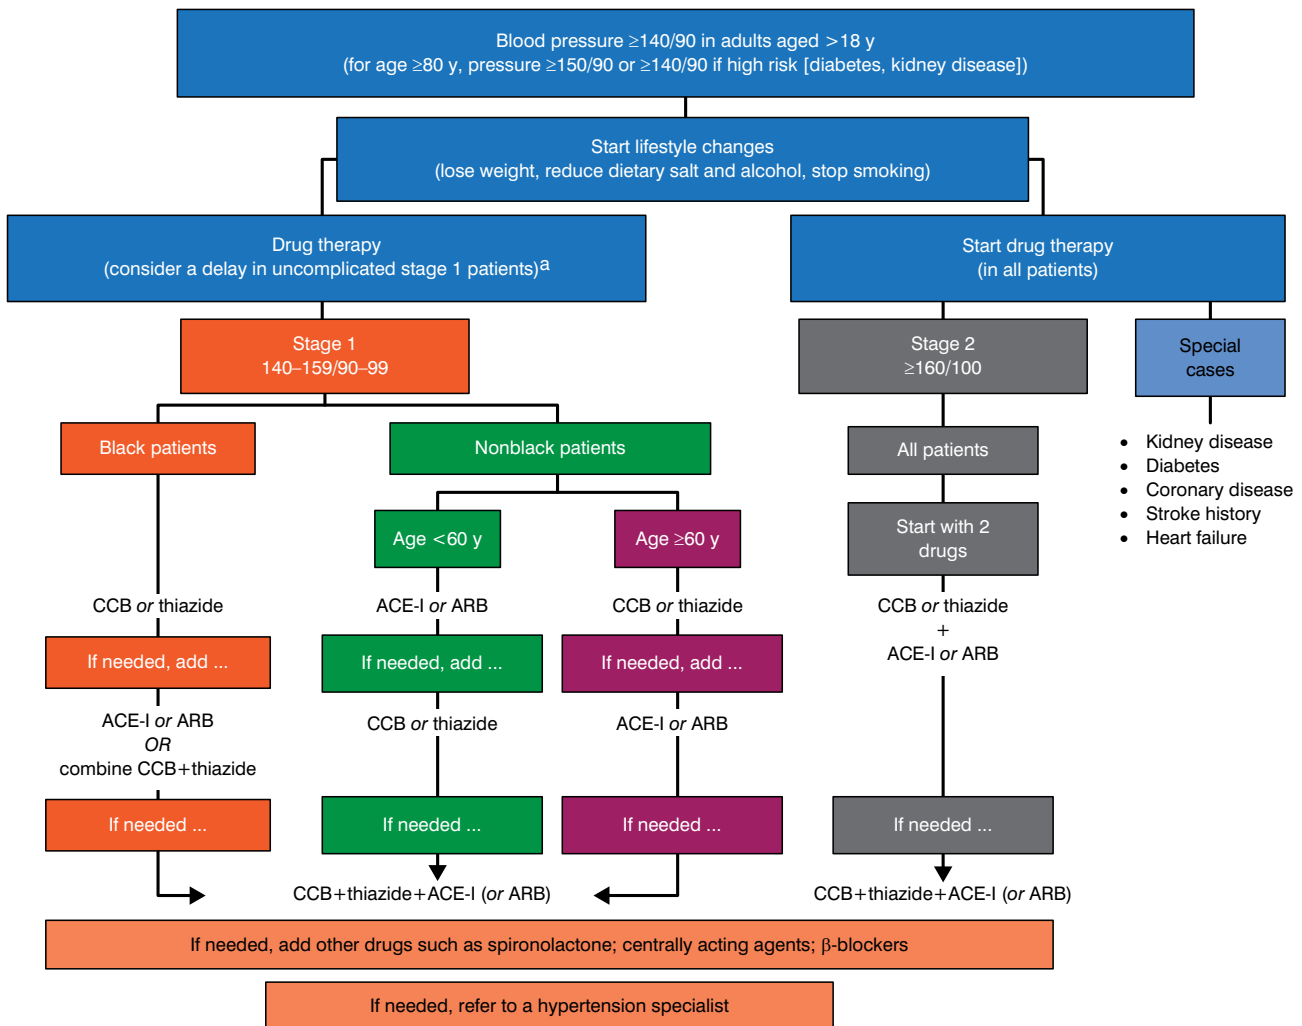 Blood pressure ≥140/90 in adults aged >18 y
(for age ≥80 y, pressure ≥150/90 or ≥140/90 if high risk [diabetes, kidney disease])
Start lifestyle changes
(lose weight, reduce dietary salt and alcohol, stop smoking)
Drug therapy
(consider a delay in uncomplicated stage 1 patients)a
Start drug therapy
(in all patients)
Stage 1
140–159/90–99
Stage 2
≥160/100
Special
cases
Black patients
Nonblack patients
All patients
• Kidney disease
• Diabetes
• Coronary disease
• Stroke history
• Heart failure
Age <60 y
Age ≥60 y
Start with 2
drugs
CCB or thiazide
ACE-I or ARB
CCB or thiazide
CCB or thiazide
+
ACE-I or ARB
If needed, add ...
If needed, add ...
If needed, add ...
ACE-I or ARB
OR
combine CCB+thiazide
CCB or thiazide
ACE-I or ARB
If needed ...
If needed ...
If needed ...
If needed ...
CCB+thiazide+ACE-I (or ARB)
CCB+thiazide+ACE-I (or ARB)
If needed, add other drugs such as spironolactone; centrally acting agents; β-blockers
If needed, refer to a hypertension specialist